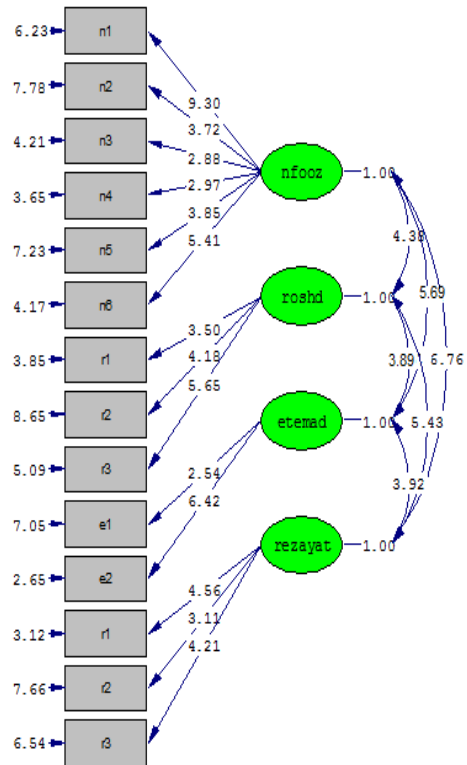 6.23 n1
7.78 n2
9.30
3.72
4.21 n3
2.88
nfooz 1.00
3.65 n4
2.97
3.85
7.23 n5
4.38
5.41
4.17 n6
5.69
roshd 1.00
3.50
3.85 r1
3.89 6.76
4.18
8.65 r2
5.65
etemad 1.00
5.43
5.09 r3
2.54
3.92
7.05 e1
6.42
rezayat 1.00
2.65 e2
4.56
3.12 r1
3.11
4.21
7.66 r2
6.54 r3